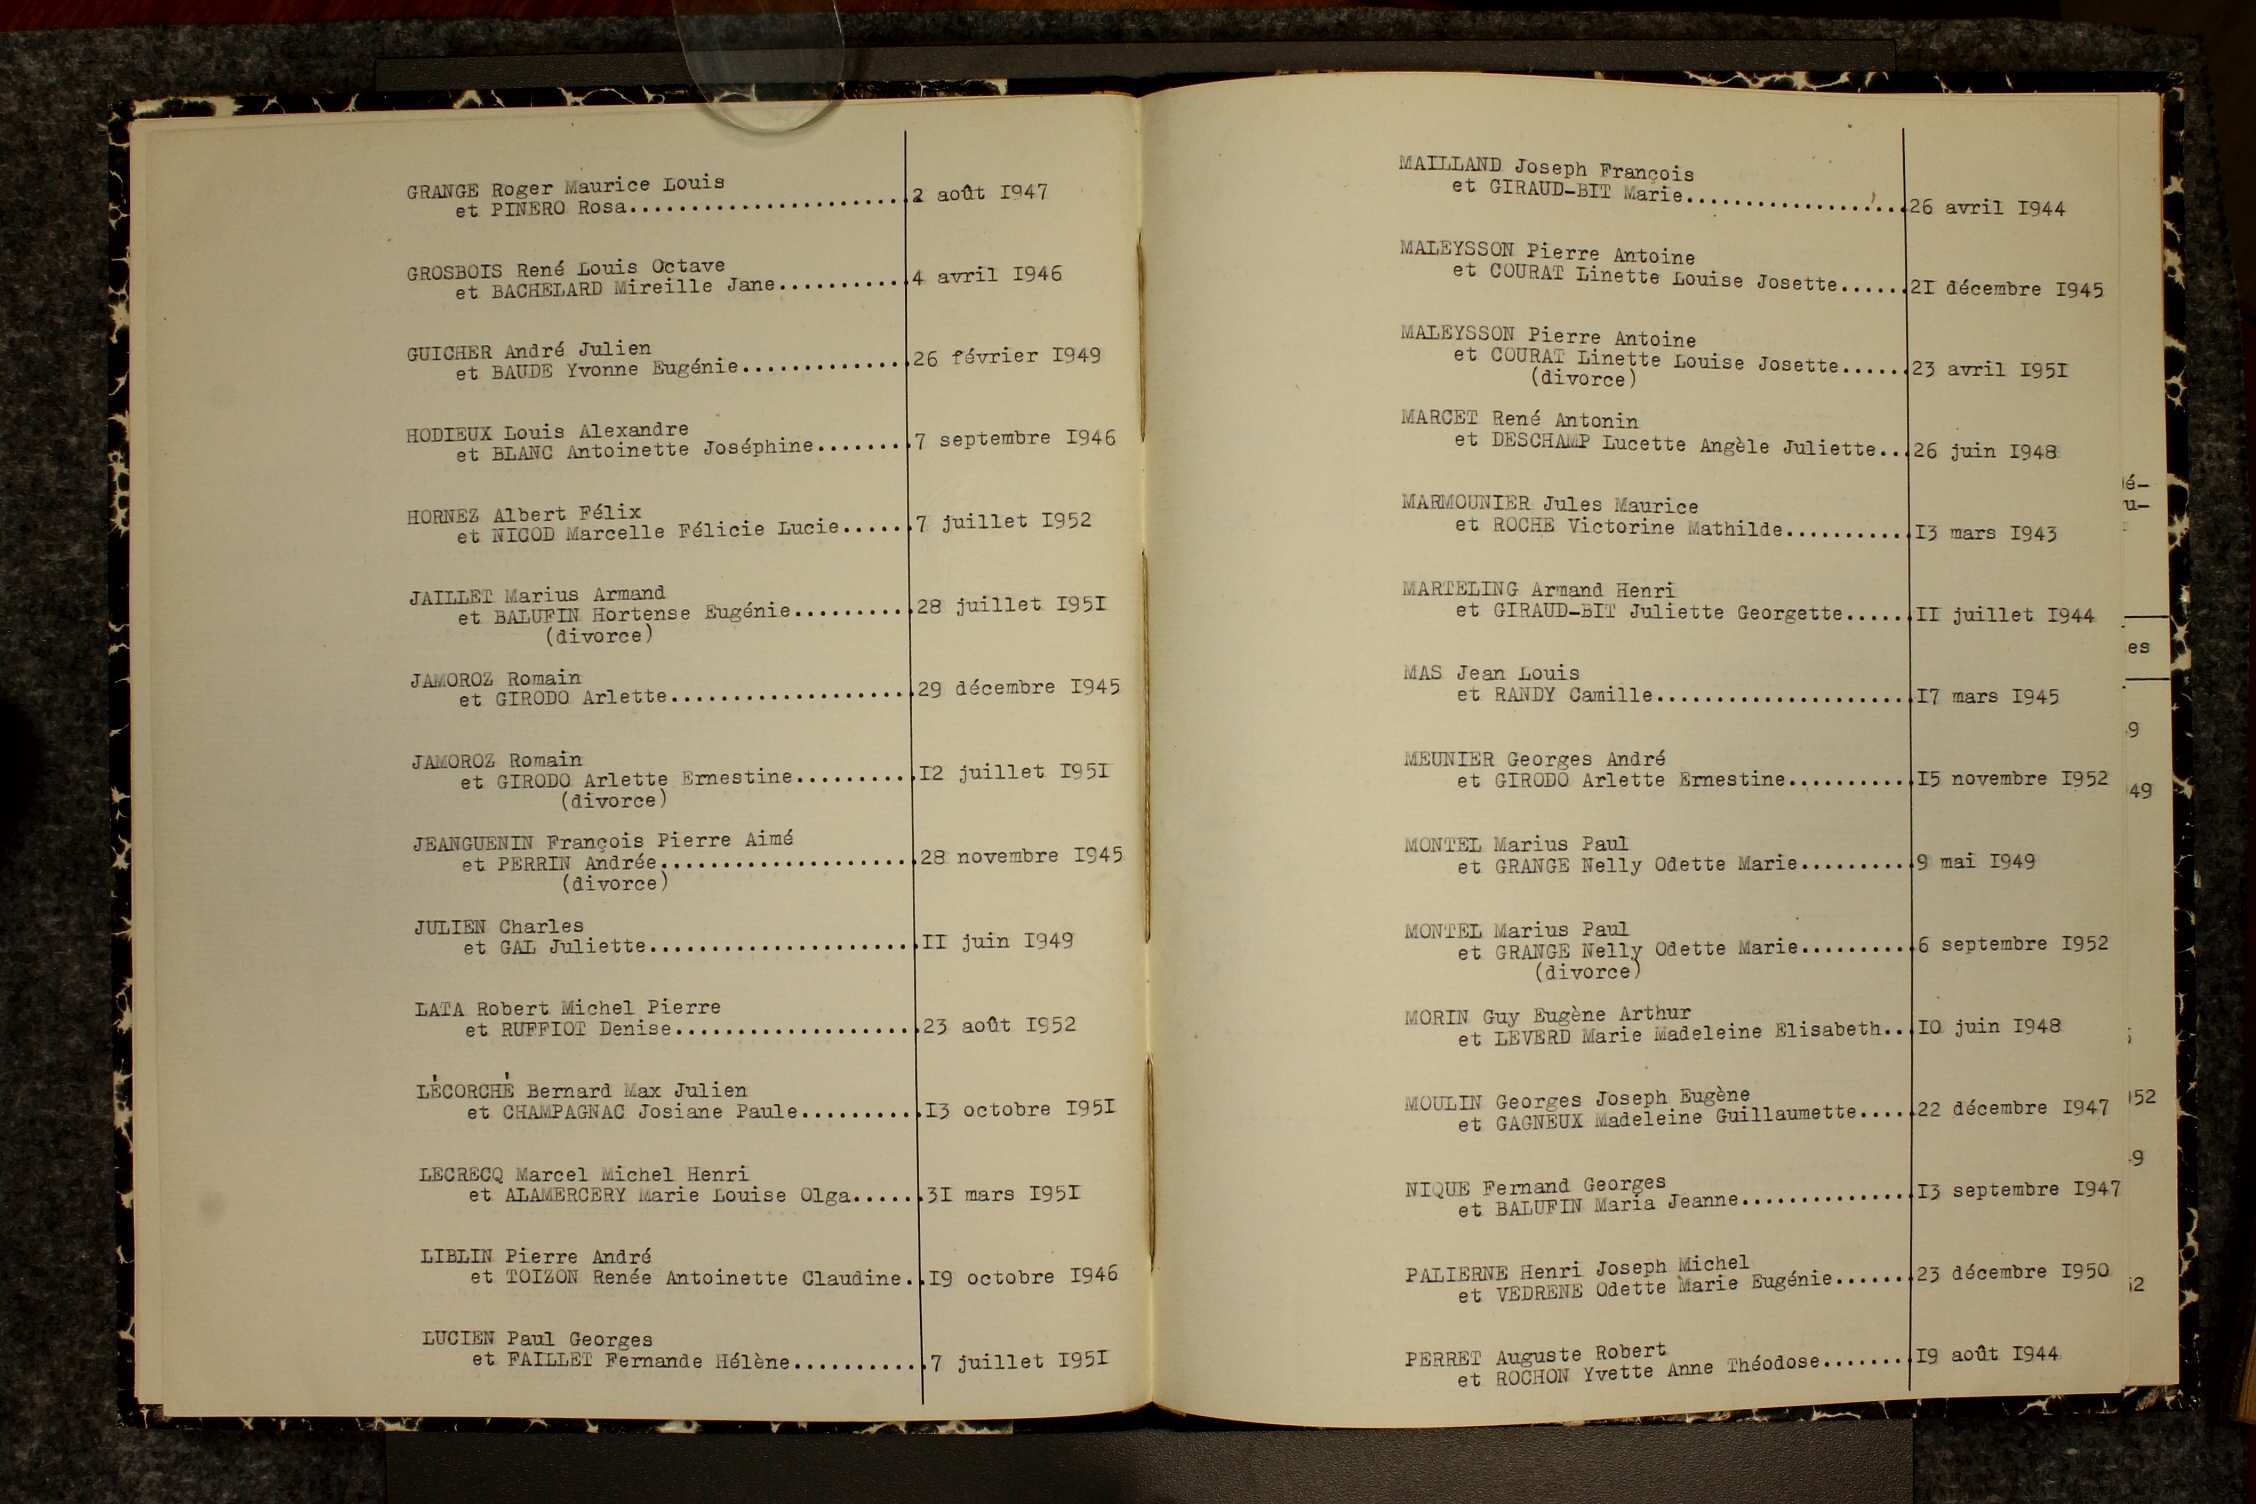 GRANGE Roger Maurice Louis
et PINERO Rosa.......................2 août I947
GROSBOIS René Louis Octave
et BACHELARD Mireille Jane...........4 avril I946
GUICHER André Julien
et BAUDE Yvonne Eugénie..............26 février I949
HODIEUX Louis Alexandre
et BLANC Antoinette Joséphine........7 septembre I946
HORNEZ Albert Félix
et NICOD Marcelle Félicie Lucie......7 juillet I952
JAILLET Marius Armand
et BALUFIN Hortense Eugénie..........28 juillet I95I
(divorce)
JAMOROZ Romain
et GIRODO Arlette....................29 décembre I945
JAMOROZ Romain
et GIRODO Arlette Ernestine..........I2 juillet I95I
(divorce)
JEANGUENIN François Pierre Aimé
et PERRIN Andrée.....................28 novembre I945
(divorce)
JULIEN Charles
et GAL Juliette......................II juin I949
LATA Robert Michel Pierre
et RUFFIOT Denise....................23 août I952
LÉCORCHÉ Bernard Max Julien
et CHAMPAGNAC Josiane Paule..........I3 octobre I95I
LECRECQ Marcel Michel Henri
et ALAMERCERY Marie Louise Olga......3I mars I95I
LIBLIN Pierre André
et TOIZON Renée Antoinette Claudine..I9 octobre I946
LUCIEN Paul Georges
et FAILLET Fernande Hélène...........7 juillet I95I
MAILLAND Joseph François
et GIRAUD-BIT Marie...................26 avril I944
MALEYSSON Pierre Antoine
et COURAT Linette Louise Josette......2I décembre I945
MALEYSSON Pierre Antoine
et COURAT Linette Louise Josette......23 avril I95I
(divorce)
MARCET René Antonin
et DESCHAMP Lucette Angèle Juliette...26 juin I948
MARMOUNIER Jules Maurice
et ROCHE Victorine Mathilde...........I3 mars I943
MARTELING Armand Henri
et GIRAUD-BIT Juliette Georgette......II juillet I944
MAS Jean Louis
et RANDY Camille......................I7 mars I945
MEUNIER Georges André
et GIRODO Arlette Ernestine...........I5 novembre I952
MONTEL Marius Paul
et GRANGE Nelly Odette Marie..........9 mai I949
MONTEL Marius Paul
et GRANGE Nelly Odette Marie..........6 septembre I952
(divorce)
MORIN Guy Eugène Arthur
et LEVERD Marie Madeleine Elisabeth...IO juin I948
MOULIN Georges Joseph Eugène
et GAGNEUX Madeleine Guillaumette.....22 décembre I947
NIQUE Fernand Georges
et BALUFIN Maria Jeanne...............I3 septembre I947
PALIERNE Henri Joseph Michel
et VEDRENE Odette Marie Eugénie.......23 décembre I950
PERRET Auguste Robert
et ROCHON Yvette Anne Théodose........I9 août I944